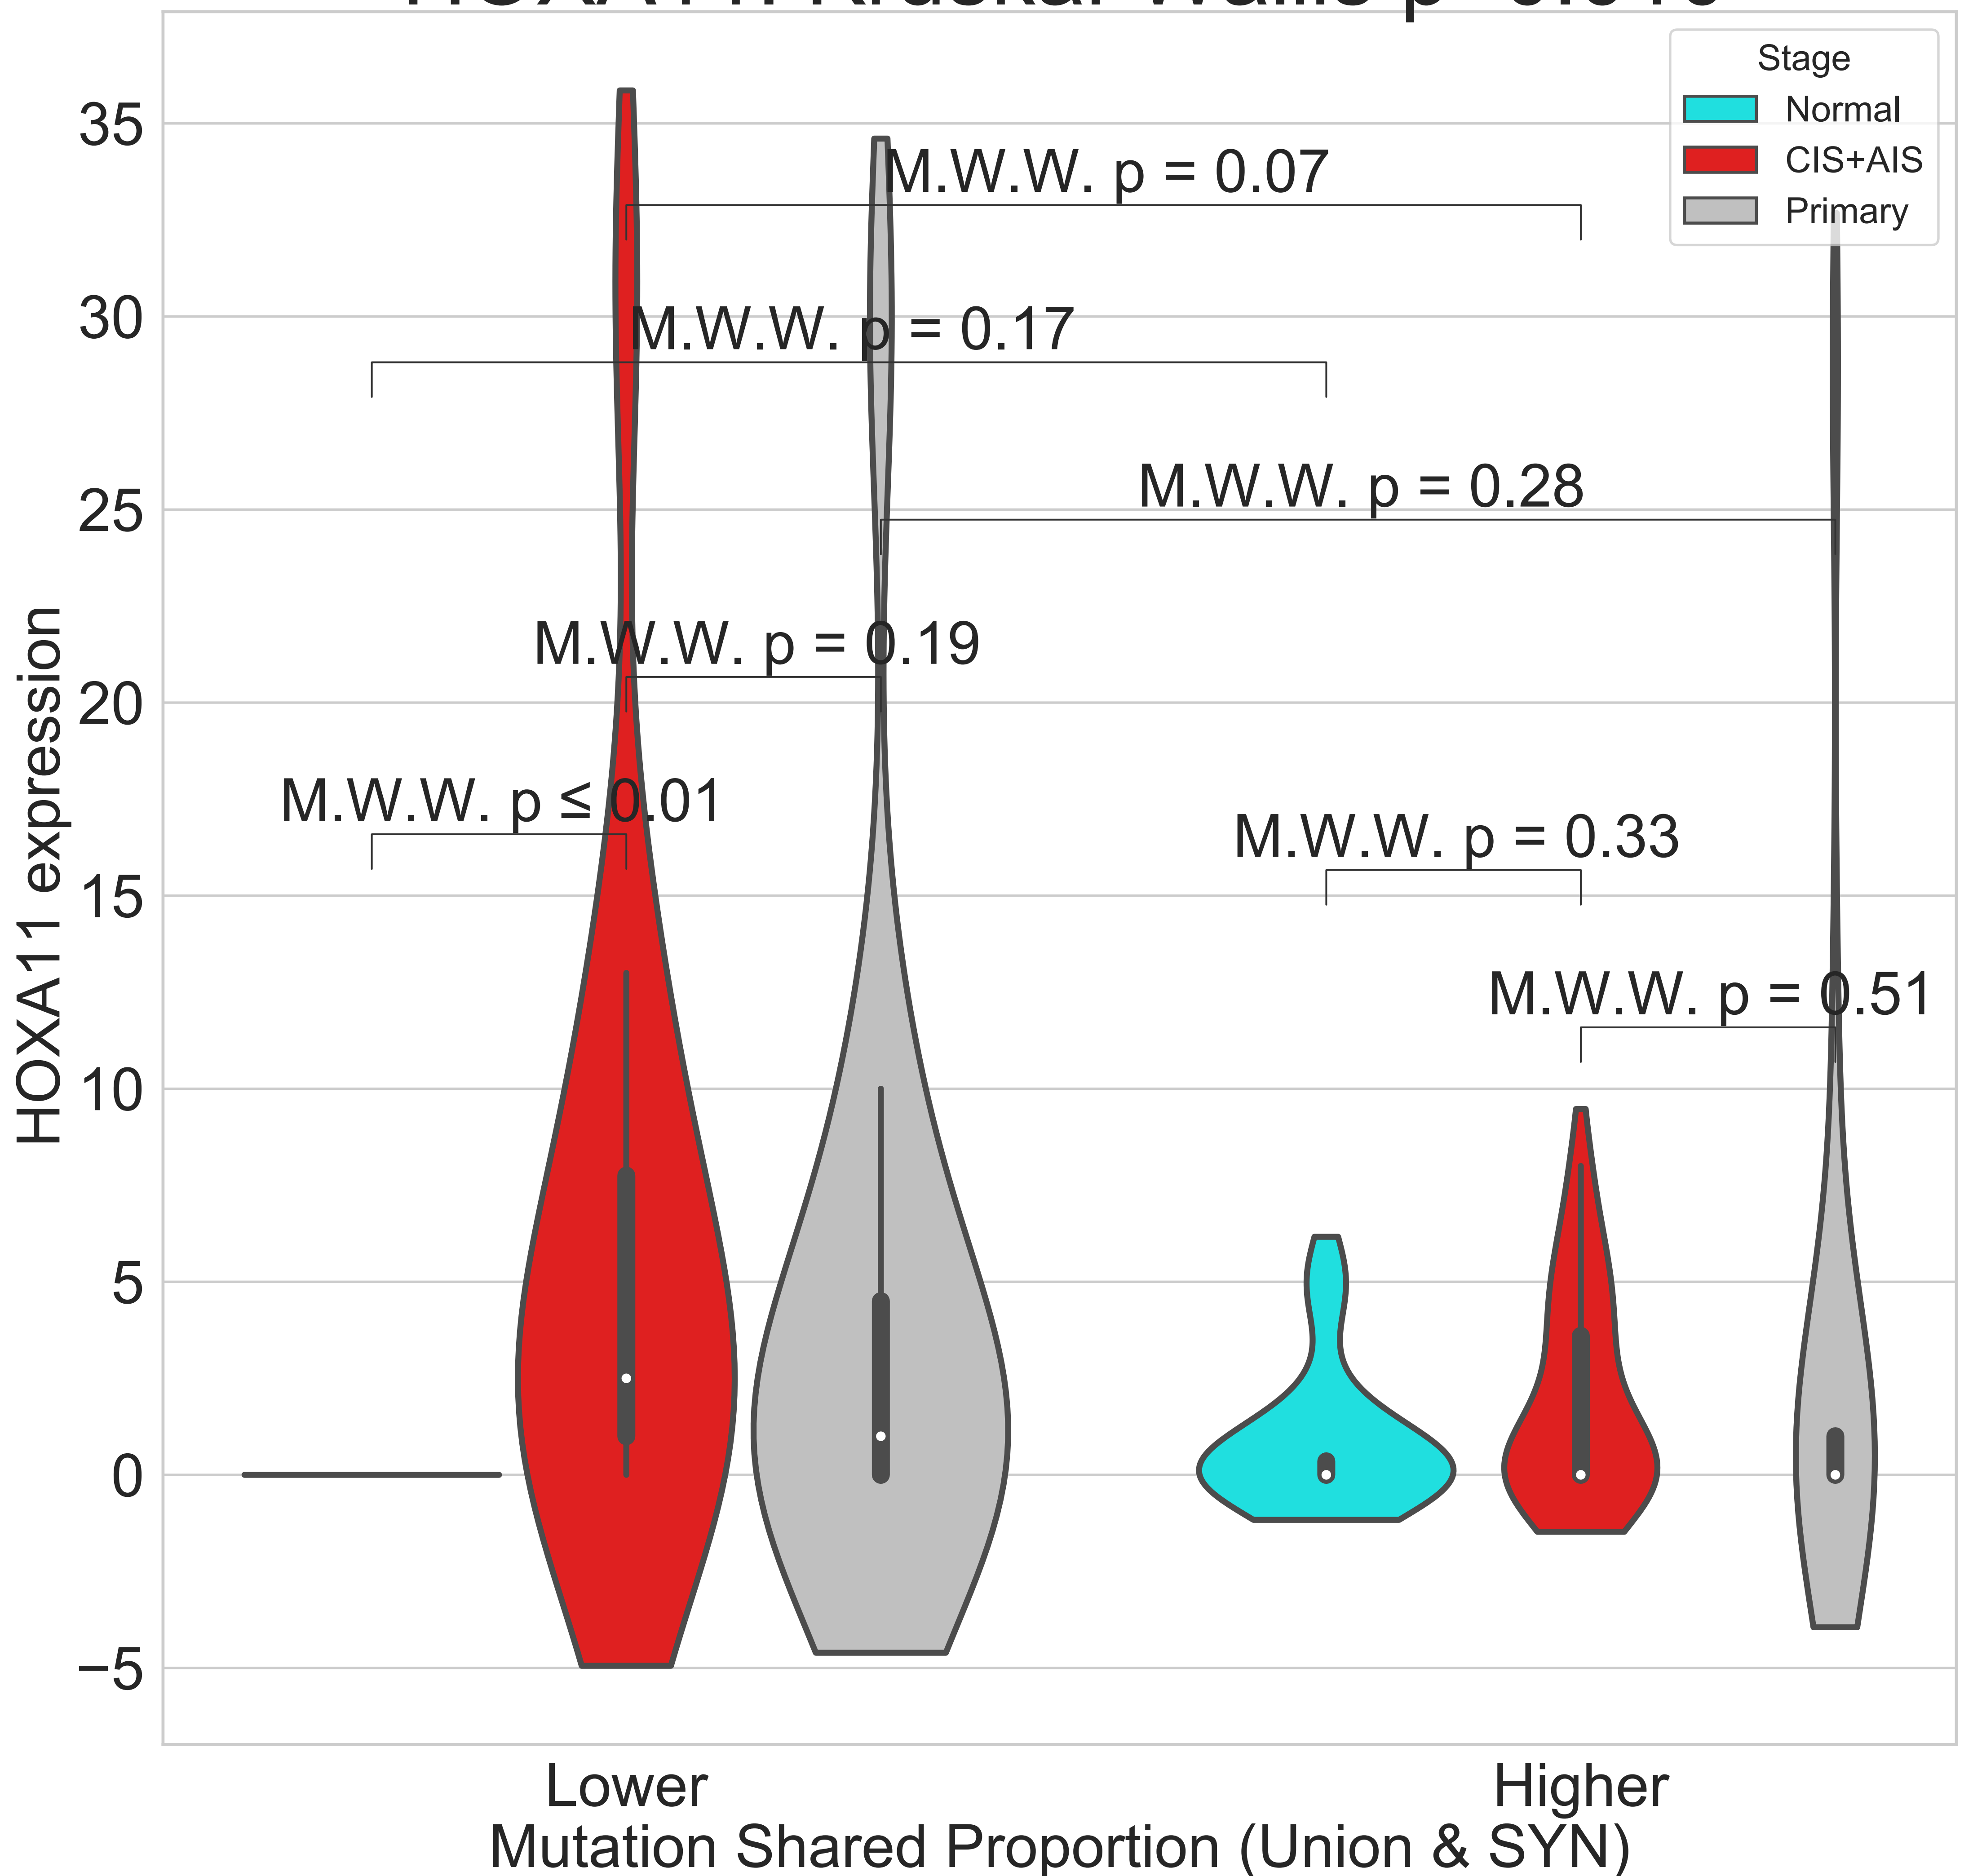 Stage
Normal
CIS+AIS
Primary
35
30
25
20
15
10
5
0
−5
HOXA11 expression
M.W.W. p = 0.07
M.W.W. p = 0.17
M.W.W. p = 0.28
M.W.W. p = 0.19
M.W.W. p ≤ 0.01
M.W.W. p = 0.33
M.W.W. p = 0.51
Lower
Higher
Mutation Shared Proportion (Union & SYN)